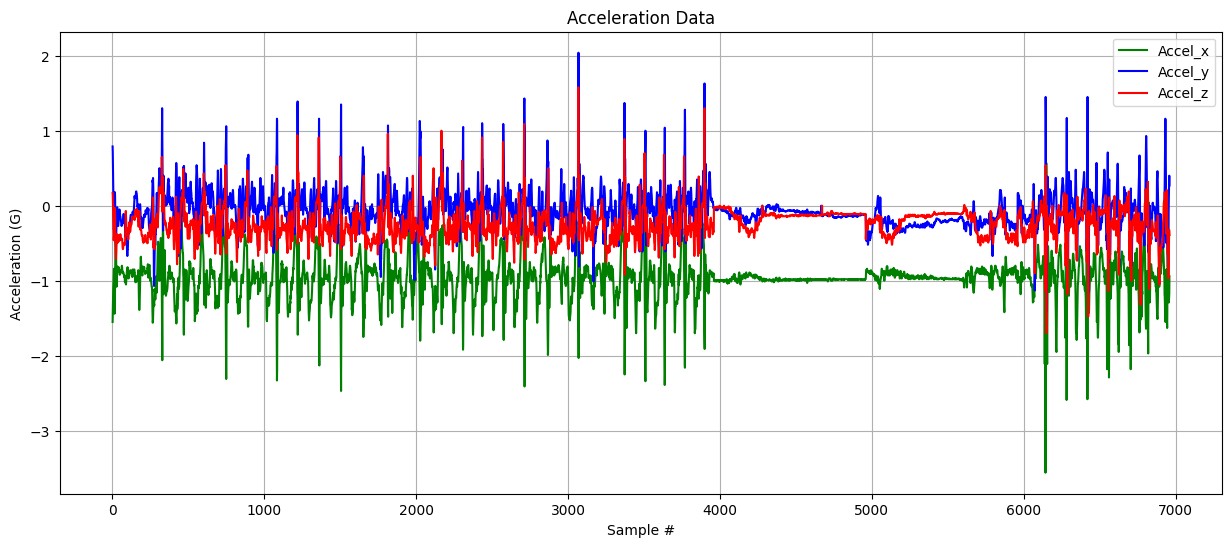 Acceleration Data
Accel_x
Accel_y
Accel_z
Acceleration (G)
2
1
0
−1
−2
−3
0
1000
2000
3000
4000
5000
6000
7000
Sample #